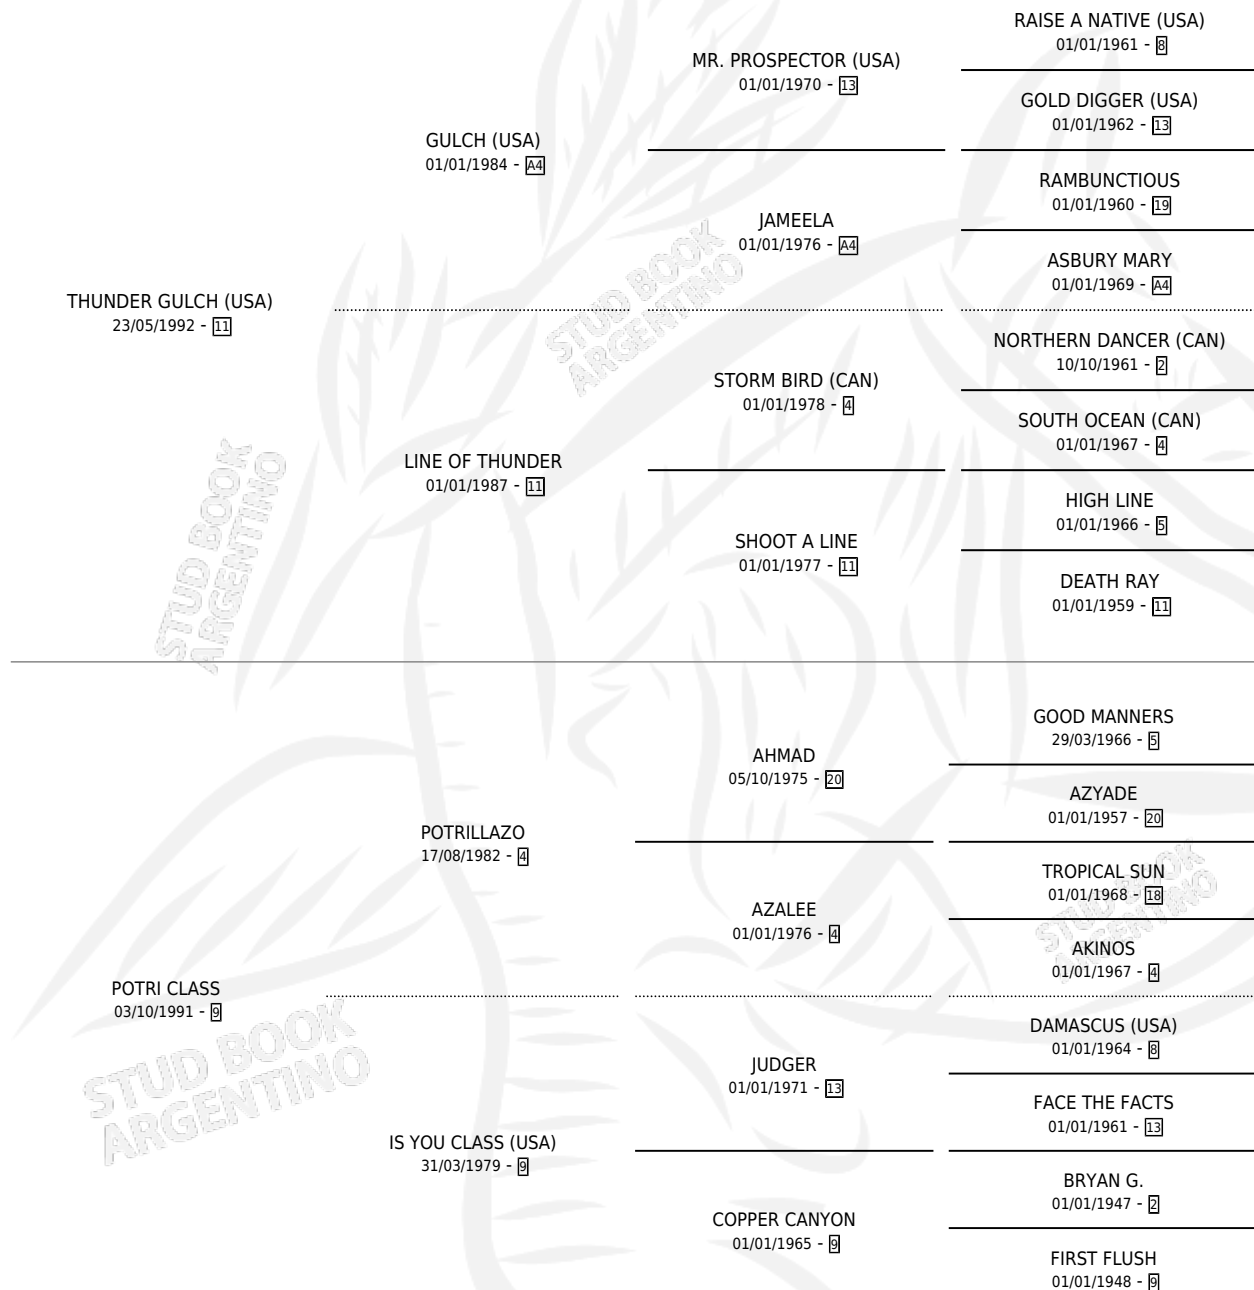 RAISE A NATIVE (USA)
01/01/1961 - 8
MR. PROSPECTOR (USA)
01/01/1970 - 13
GOLD DIGGER (USA)
01/01/1962 - 13
GULCH (USA)
01/01/1984 - A4
RAMBUNCTIOUS
01/01/1960 - 19
JAMEELA
01/01/1976 - A4
ASBURY MARY
01/01/1969 - A4
THUNDER GULCH (USA)
23/05/1992 - 11
NORTHERN DANCER (CAN)
10/10/1961 - 2
STORM BIRD (CAN)
01/01/1978 - 4
SOUTH OCEAN (CAN)
01/01/1967 - 4
LINE OF THUNDER
01/01/1987 - 11
HIGH LINE
01/01/1966 - 5
SHOOT A LINE
01/01/1977 - 11
DEATH RAY
01/01/1959 - 11
GOOD MANNERS
29/03/1966 - 5
AHMAD
05/10/1975 - 20
AZYADE
01/01/1957 - 20
POTRILLAZO
17/08/1982 - 4
TROPICAL SUN
01/01/1968 - 18
AZALEE
01/01/1976 - 4
AKINOS
01/01/1967 - 4
POTRI CLASS
03/10/1991 - 9
DAMASCUS (USA)
01/01/1964 - 8
JUDGER
01/01/1971 - 13
FACE THE FACTS
01/01/1961 - 13
IS YOU CLASS (USA)
31/03/1979 - 9
BRYAN G.
01/01/1947 - 2
COPPER CANYON
01/01/1965 - 9
FIRST FLUSH
01/01/1948 - 9
STUD BOOK
ARGENTINO
STUD BOOK
ARGENTINO
STUD BOOK
ARGENTINO
STUD BOOK
ARGENTINO